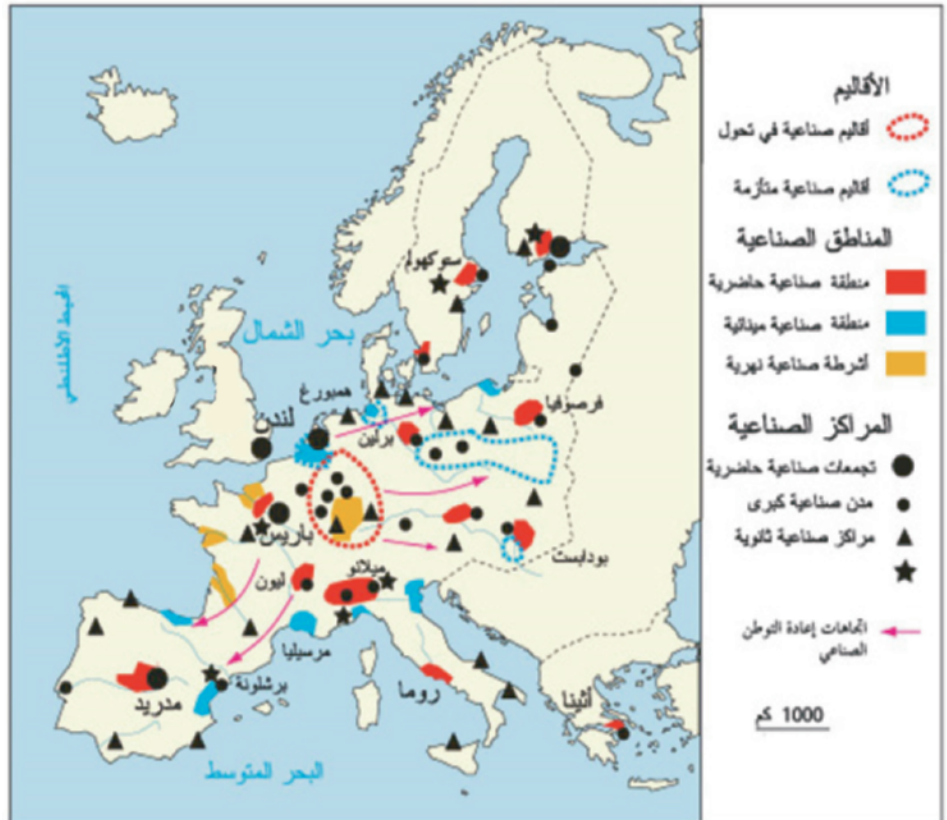 الأقاليم
أقاليم صناعية في تحول
أقاليم صناعية متأزمة
المناطق الصناعية
منطقة صناعية حاضرية
منطقة صناعية مينائية
أشرطة صناعية نهرية
المراكز الصناعية
تجمعات صناعية حاضرية
مدن صناعية كبرى
مراكز صناعية ثانوية
اتجاهات إعادة التوطن
الصناعي
1000 كم
المحيط الأطلنطي
بحر الشمال
ستوكهولم
همبورغ
لندن
برلين
فرصوفيا
باريس
بودابست
ليون
ميلانو
مرسيليا
برشلونة
مدريد
روما
أثينا
البحر المتوسط